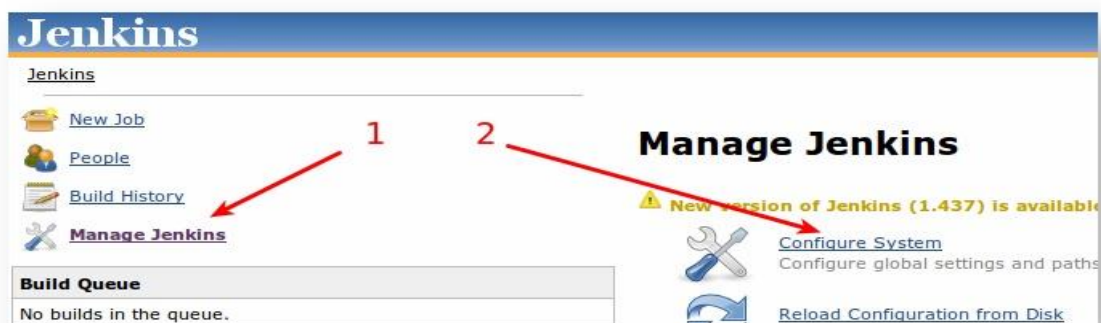 Jenkins
Jenkins
New Job
People
Build History
Manage Jenkins
Build Queue
No builds in the queue.
1 2
Manage Jenkins
New version of Jenkins (1.437) is available
Configure System
Configure global settings and paths
Reload Configuration from Disk